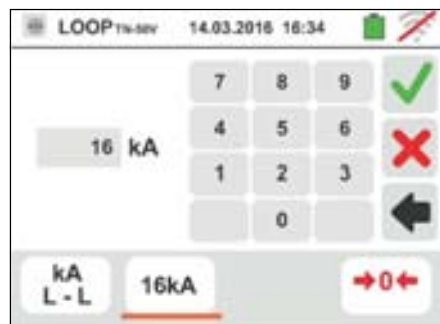 LOOP TN-50V 14.03.2016 16:34
7 8 9
4 5 6
16 kA
1 2 3
0
kA
L - L
16kA
→0←